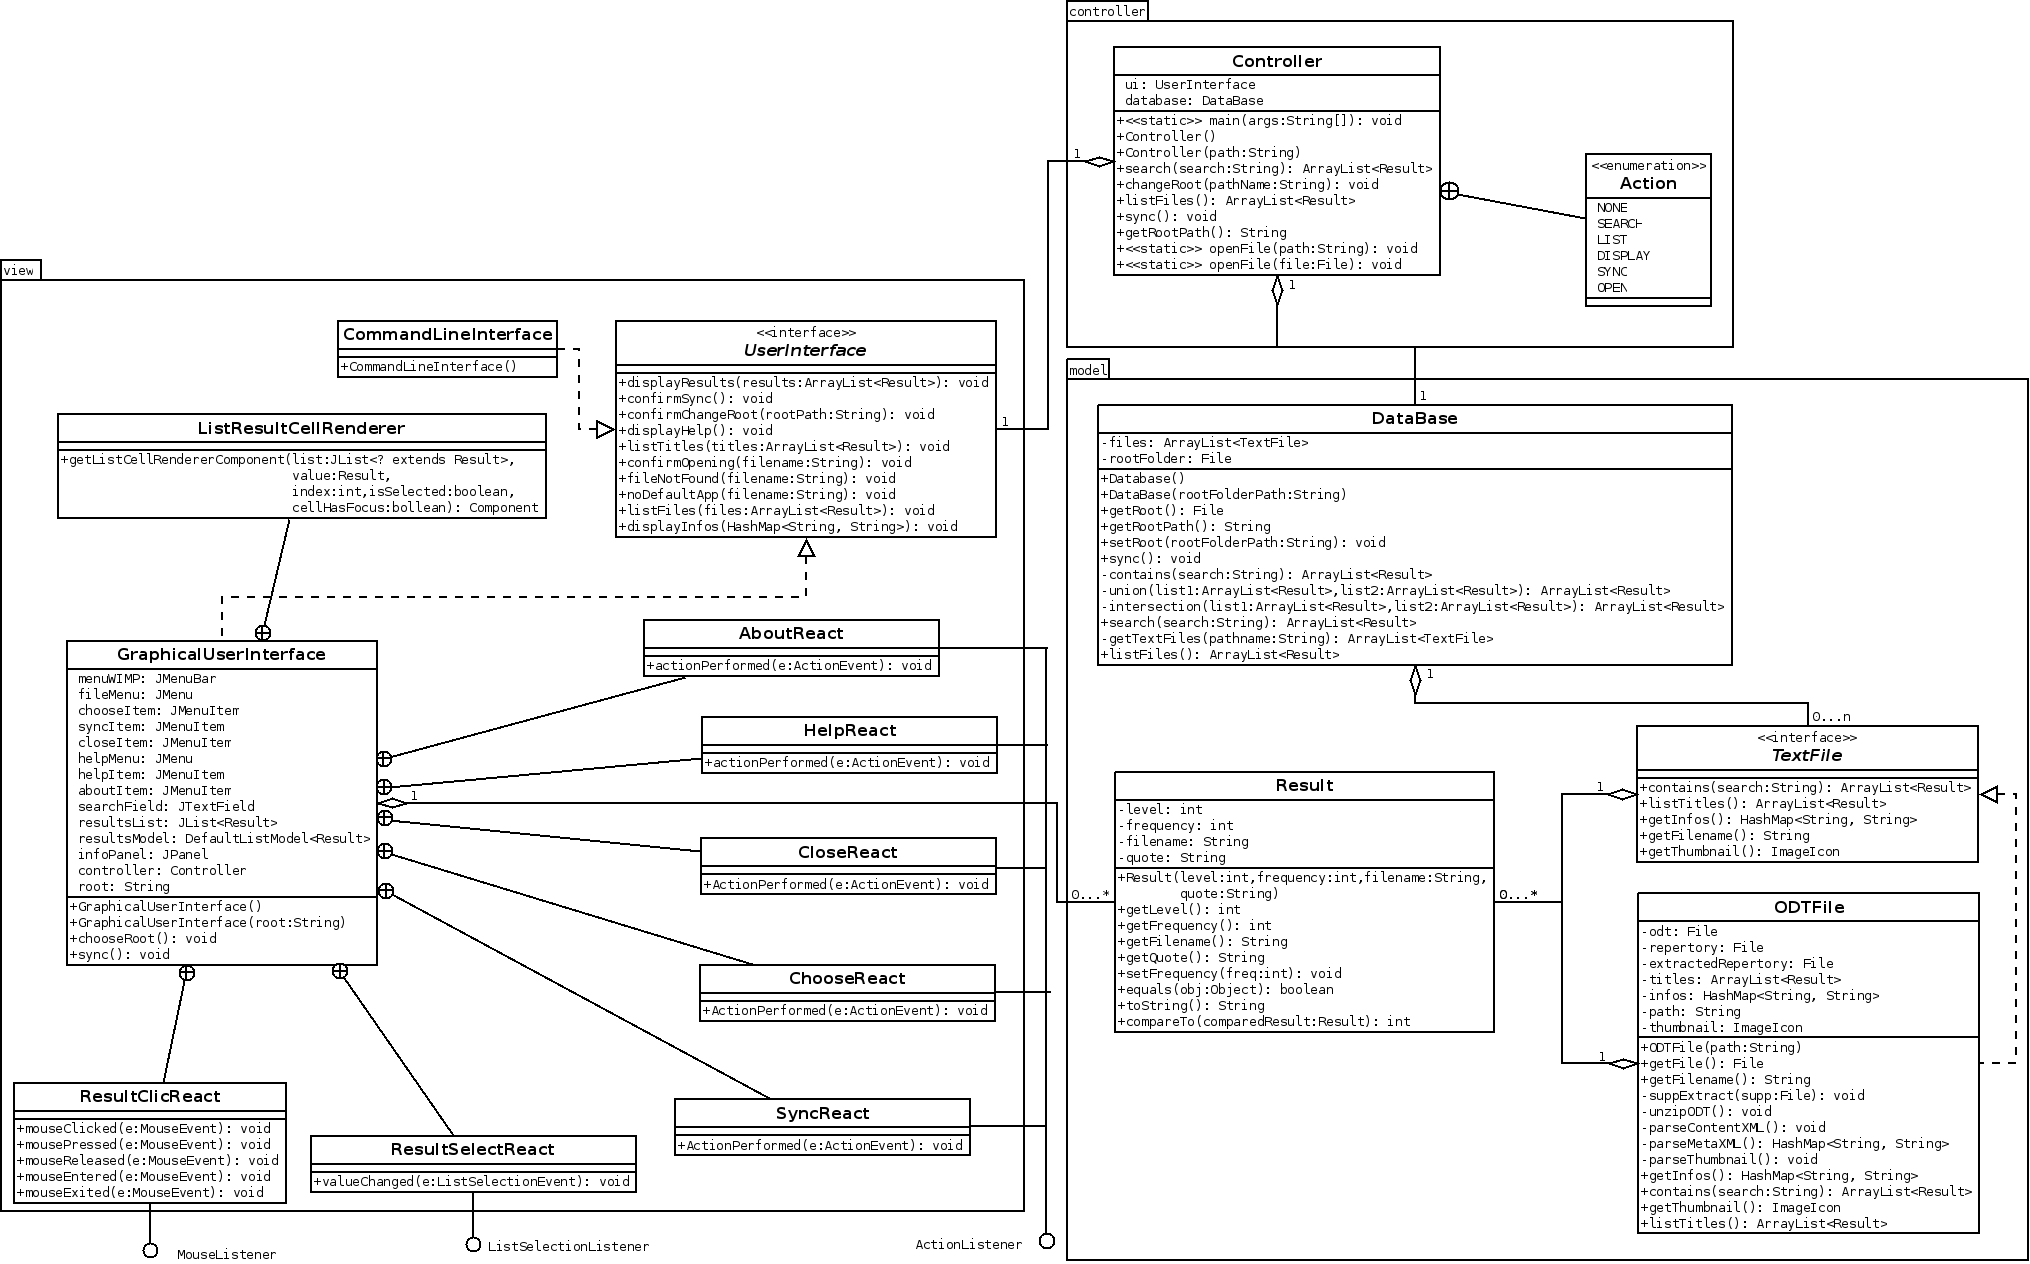 controller
Controller
ui: UserInterface
database: DataBase
+<<static>> main(args:String[]): void
+Controller()
+Controller(path:String)
+search(search:String): ArrayList<Result>
+changeRoot(pathName:String): void
+listFiles(): ArrayList<Result>
+sync(): void
+getRootPath(): String
+<<static>> openFile(path:String): void
+<<static>> openFile(file:File): void
1
1
<<enumeration>>
Action
NONE
SEARCH
LIST
DISPLAY
SYNC
OPEN
view
CommandLineInterface
+CommandLineInterface()
<<interface>>
UserInterface
+displayResults(results:ArrayList<Result>): void
+confirmSync(): void
+confirmChangeRoot(rootPath:String): void
+displayHelp(): void
+listTitles(titles:ArrayList<Result>): void
+confirmOpening(filename:String): void
+fileNotFound(filename:String): void
+noDefaultApp(filename:String): void
+listFiles(files:ArrayList<Result>): void
+displayInfos(HashMap<String, String>): void
1
ListResultCellRenderer
+getListCellRendererComponent(list:JList<? extends Result>,
value:Result,
index:int,isSelected:boolean,
cellHasFocus:bollean): Component
GraphicalUserInterface
menuWIMP: JMenuBar
fileMenu: JMenu
chooseItem: JMenuItem
syncItem: JMenuItem
closeItem: JMenuItem
helpMenu: JMenu
helpItem: JMenuItem
aboutItem: JMenuItem
searchField: JTextField
resultsList: JList<Result>
resultsModel: DefaultListModel<Result>
infoPanel: JPanel
controller: Controller
root: String
+GraphicalUserInterface()
+GraphicalUserInterface(root:String)
+chooseRoot(): void
+sync(): void
1
AboutReact
+actionPerformed(e:ActionEvent): void
HelpReact
+actionPerformed(e:ActionEvent): void
CloseReact
+ActionPerformed(e:ActionEvent): void
ChooseReact
+ActionPerformed(e:ActionEvent): void
SyncReact
+ActionPerformed(e:ActionEvent): void
ResultClicReact
+mouseClicked(e:MouseEvent): void
+mousePressed(e:MouseEvent): void
+mouseReleased(e:MouseEvent): void
+mouseEntered(e:MouseEvent): void
+mouseExited(e:MouseEvent): void
ResultSelectReact
+valueChanged(e:ListSelectionEvent): void
MouseListener
ListSelectionListener
ActionListener
model
1
DataBase
-files: ArrayList<TextFile>
-rootFolder: File
+Database()
+DataBase(rootFolderPath:String)
+getRoot(): File
+getRootPath(): String
+setRoot(rootFolderPath:String): void
+sync(): void
-contains(search:String): ArrayList<Result>
-union(list1:ArrayList<Result>,list2:ArrayList<Result>): ArrayList<Result>
-intersection(list1:ArrayList<Result>,list2:ArrayList<Result>): ArrayList<Result>
+search(search:String): ArrayList<Result>
-getTextFiles(pathname:String): ArrayList<TextFile>
+listFiles(): ArrayList<Result>
1
0...n
<<interface>>
TextFile
+contains(search:String): ArrayList<Result>
+listTitles(): ArrayList<Result>
+getInfos(): HashMap<String, String>
+getFilename(): String
+getThumbnail(): ImageIcon
1
Result
-level: int
-frequency: int
-filename: String
-quote: String
+Result(level:int,frequency:int,filename:String,
quote:String)
+getLevel(): int
+getFrequency(): int
+getFilename(): String
+getQuote(): String
+setFrequency(freq:int): void
+equals(obj:Object): boolean
+toString(): String
+compareTo(comparedResult:Result): int
0...*
0...*
ODTFile
-odt: File
-repertory: File
-extractedRepertory: File
-titles: ArrayList<Result>
-infos: HashMap<String, String>
-path: String
-thumbnail: ImageIcon
+ODTFile(path:String)
+getFile(): File
+getFilename(): String
-suppExtract(supp:File): void
-unzipODT(): void
-parseContentXML(): void
-parseMetaXML(): HashMap<String, String>
-parseThumbnail(): void
+getInfos(): HashMap<String, String>
+contains(search:String): ArrayList<Result>
+getThumbnail(): ImageIcon
+listTitles(): ArrayList<Result>
1